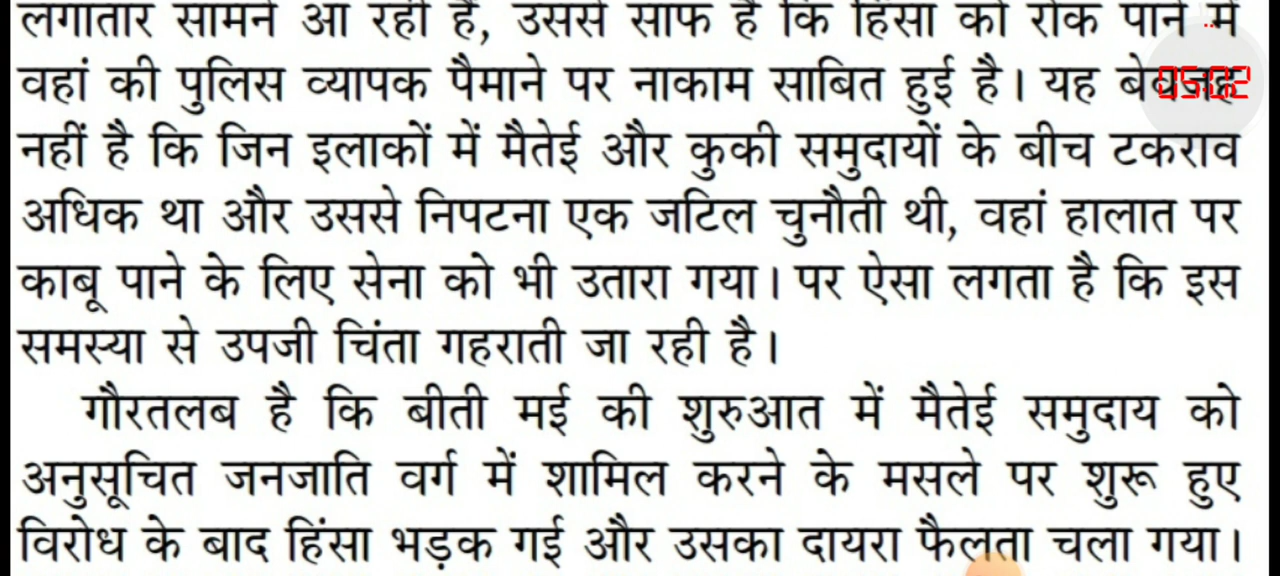 लगातार सामने आ रही हैं, उससे साफ है कि हिंसा को रोक पाने में
वहां की पुलिस व्यापक पैमाने पर नाकाम साबित हुई है। यह बेवजह
05:02
नहीं है कि जिन इलाकों में मैतेई और कुकी समुदायों के बीच टकराव
अधिक था और उससे निपटना एक जटिल चुनौती थी, वहां हालात पर
काबू पाने के लिए सेना को भी उतारा गया। पर ऐसा लगता है कि इस
समस्या से उपजी चिंता गहराती जा रही है।
गौरतलब है कि बीती मई की शुरुआत में मैतेई समुदाय को
अनुसूचित जनजाति वर्ग में शामिल करने के मसले पर शुरू हुए
विरोध के बाद हिंसा भड़क गई और उसका दायरा फैलता चला गया।